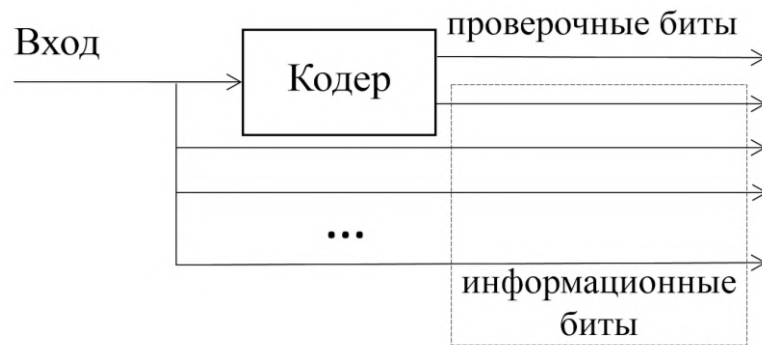 проверочные биты
Вход
Кодер
...
информационные
биты